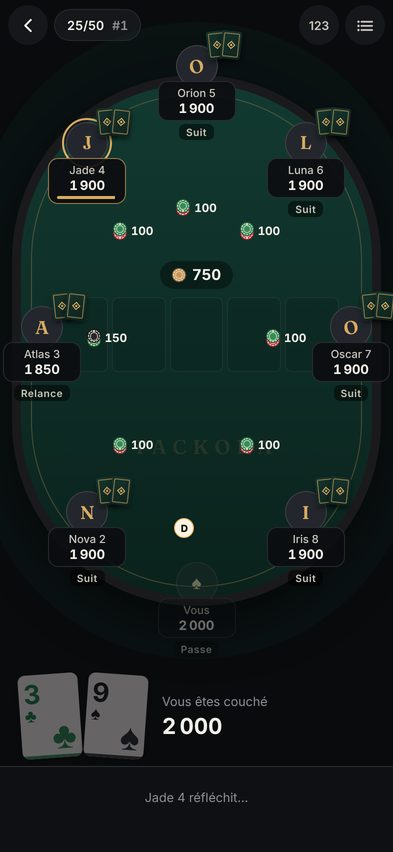 25/50 #1
123
O
Orion 5
1 900
Suit
J
Jade 4
1 900
L
Luna 6
1 900
Suit
100
100
100
750
A
Atlas 3
1 850
Relance
150
100
O
Oscar 7
1 900
Suit
100
100
N
Nova 2
1 900
Suit
D
I
Iris 8
1 900
Suit
Vous
2 000
Passe
3
9
Vous êtes couché
2 000
Jade 4 réfléchit...